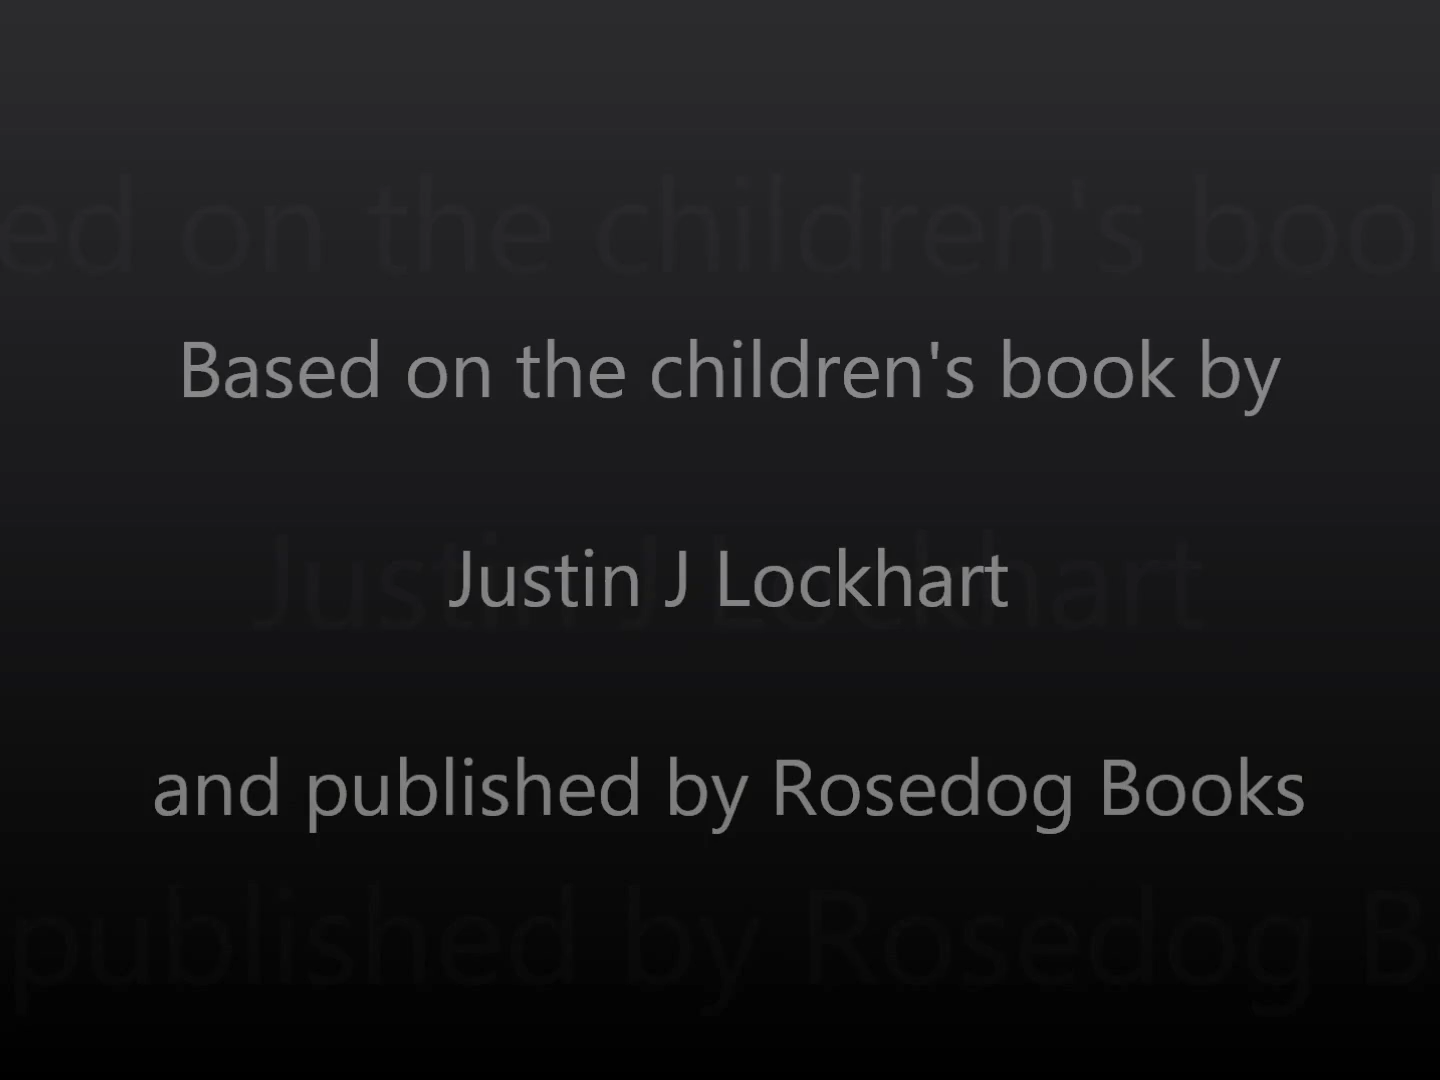 Based on the children's book by
Justin J Lockhart
and published by Rosedog Books